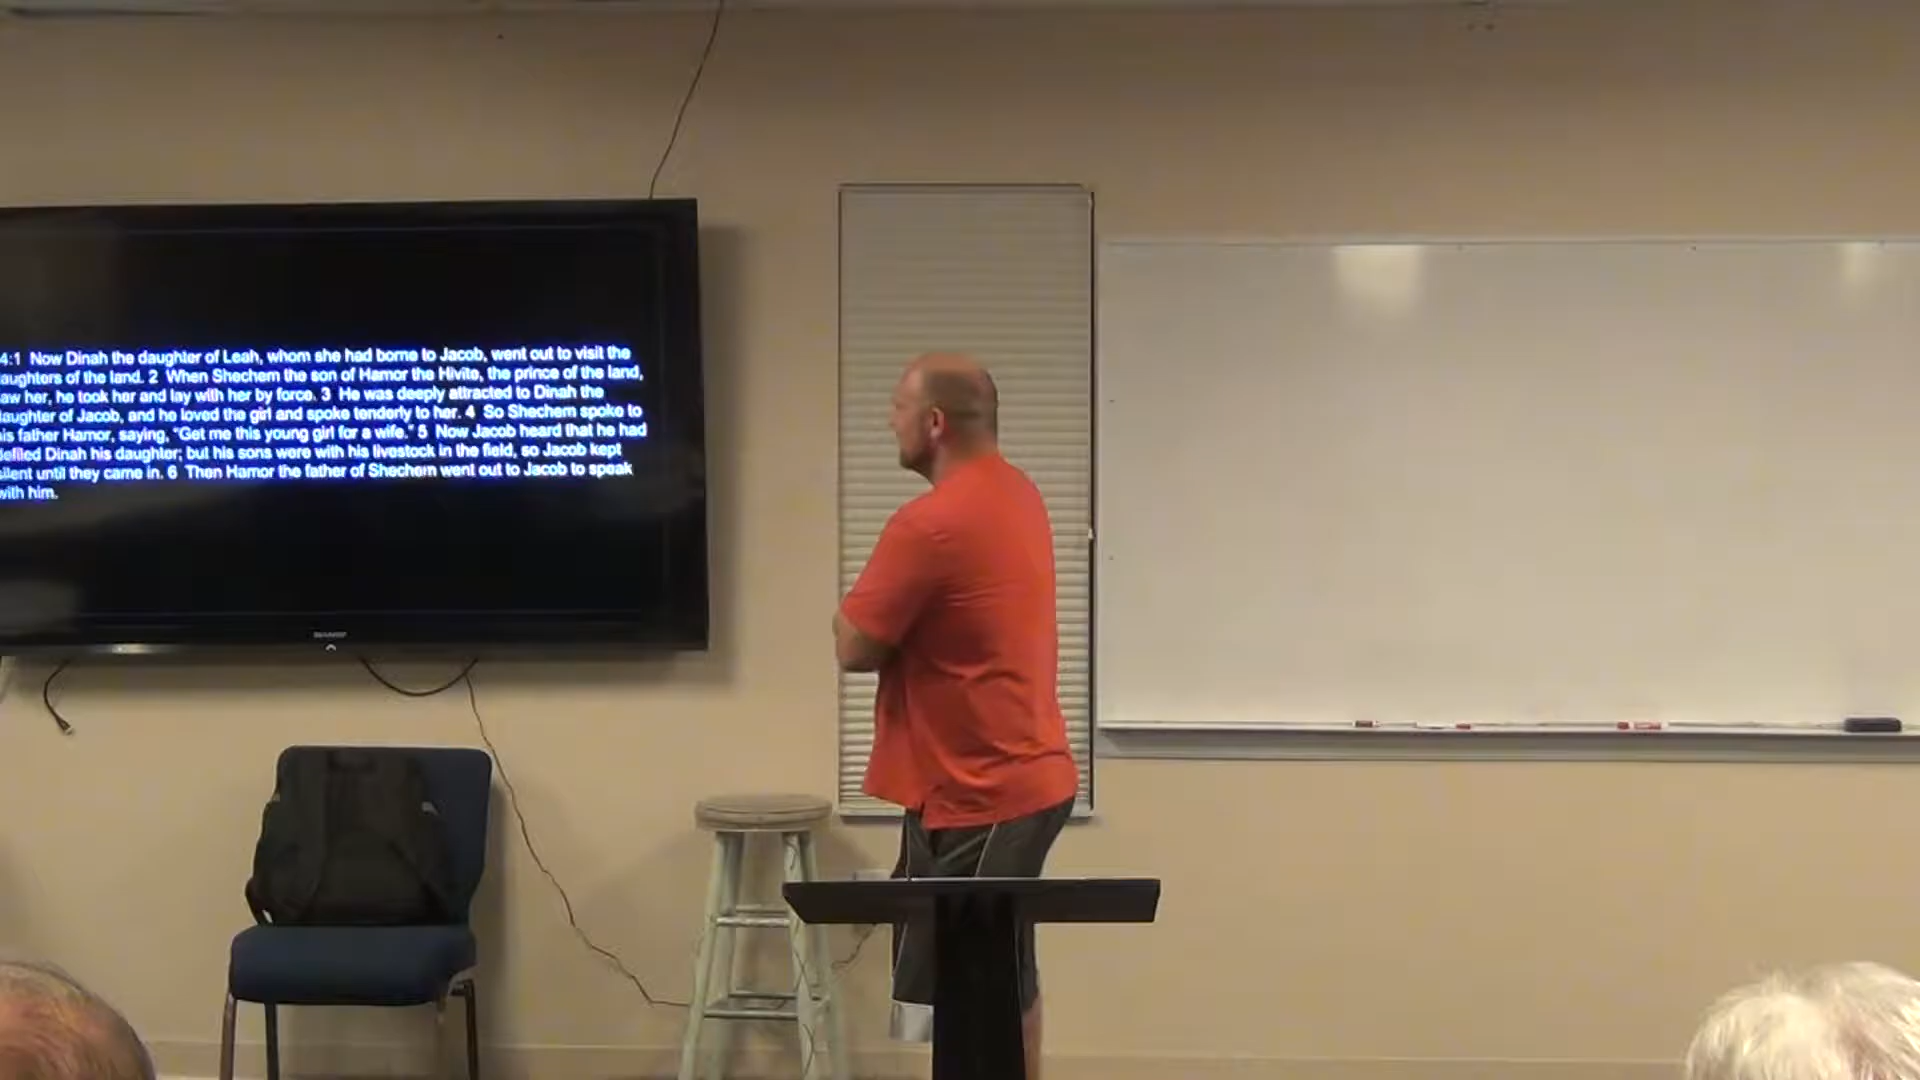 4:1 Now Dinah the daughter of Leah, whom she had borne to Jacob, went out to visit the
aughters of the land. 2 When Shechem the son of Hamor the Hivite, the prince of the land,
aw her, he took her and lay with her by force. 3 He was deeply attracted to Dinah the
aughter of Jacob, and he loved the girl and spoke tenderly to her. 4 So Shechem spoke to
is father Hamor, saying, "Get me this young girl for a wife." 5 Now Jacob heard that he had
efiled Dinah his daughter; but his sons were with his livestock in the field, so Jacob kept
ilent until they came in. 6 Then Hamor the father of Shechem went out to Jacob to speak
with him.
SHARP